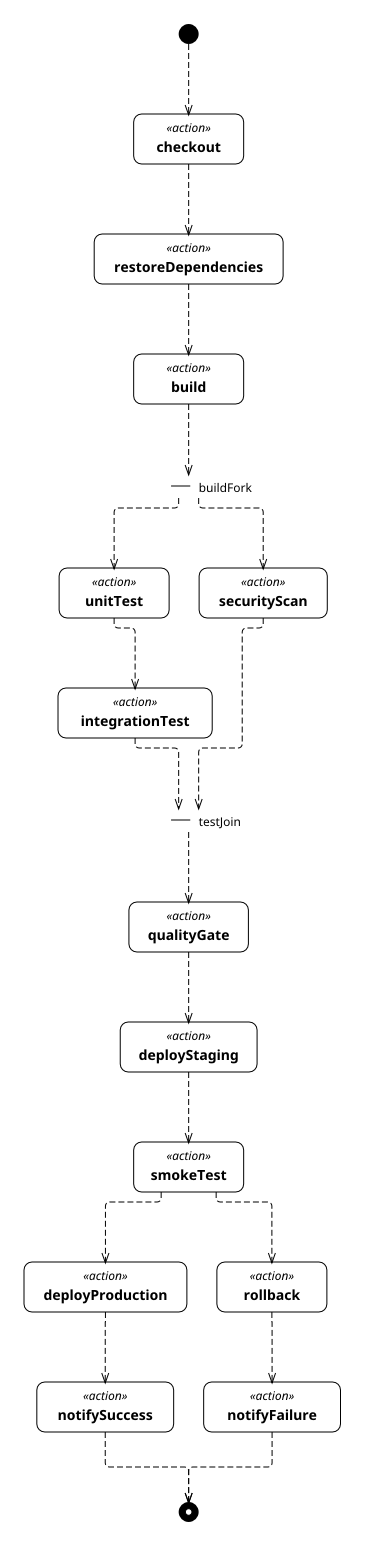 «action»
checkout
«action»
restoreDependencies
«action»
build
buildFork
«action»
unitTest
«action»
securityScan
«action»
integrationTest
testJoin
«action»
qualityGate
«action»
deployStaging
«action»
smokeTest
«action»
deployProduction
«action»
rollback
«action»
notifySuccess
«action»
notifyFailure